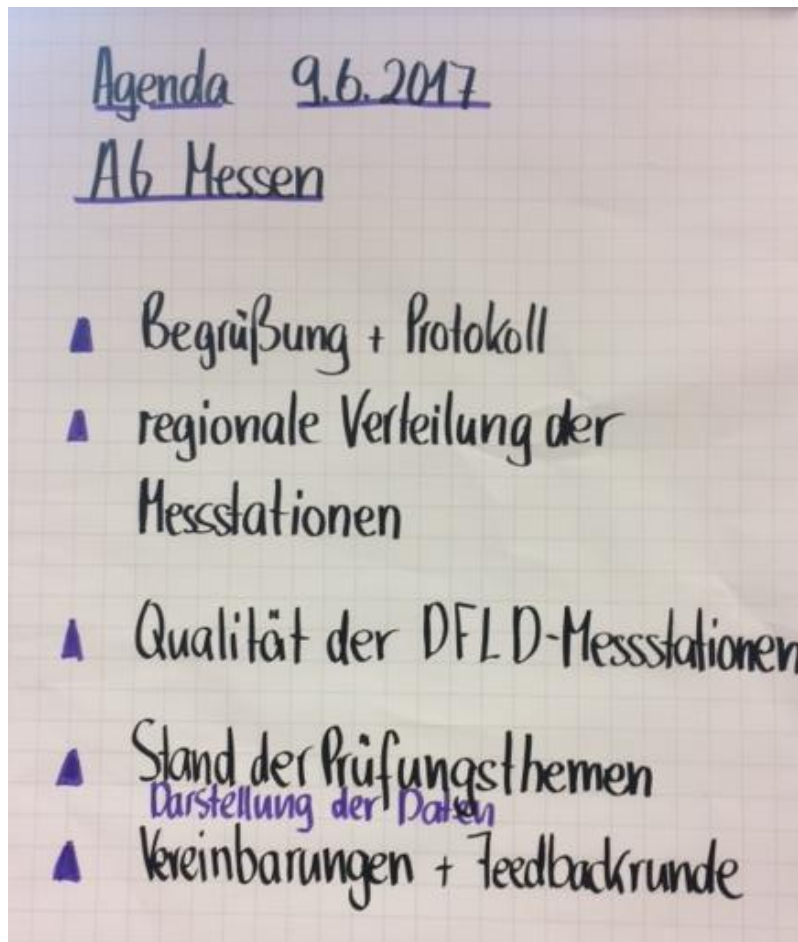 Agenda 9.6.2017
A6 Messen
Begrüßung + Protokoll
regionale Verteilung der
Messstationen
Qualität der DFLD-Messstationen
Stand der Prüfungsthemen
Darstellung der Daten
Vereinbarungen + Feedbackrunde